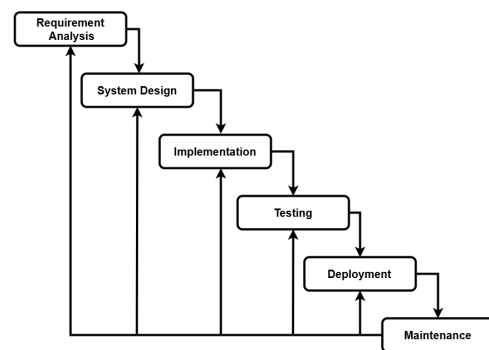 Requirement
Analysis
System Design
Implementation
Testing
Deployment
Maintenance